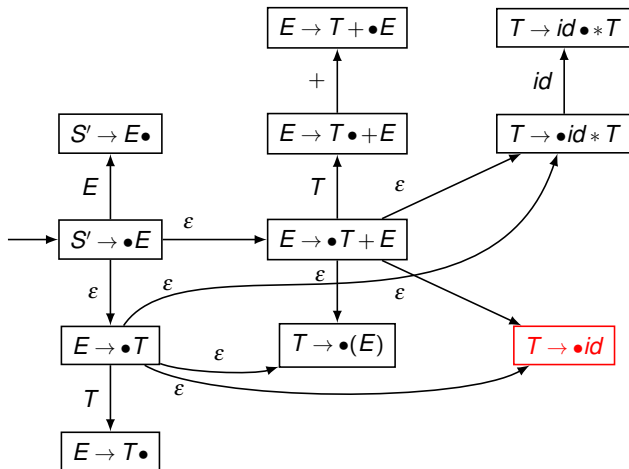 E → T + •E
T → id • * T
+
id
S′ → E•
E → T • + E
T → •id * T
E
T
ε
S′ → •E
ε
E → •T + E
ε
ε
ε
ε
E → •T
ε
T → •(E)
T → •id
T
ε
E → T•